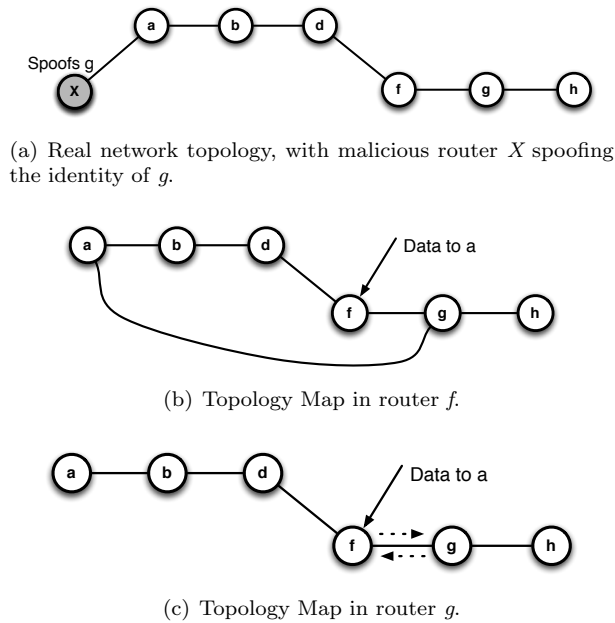 a b d
Spoofs g
X f g h
(a) Real network topology, with malicious router X spoofing
the identity of g.
a b d Data to a
f g h
(b) Topology Map in router f.
a b d Data to a
f g h
(c) Topology Map in router g.